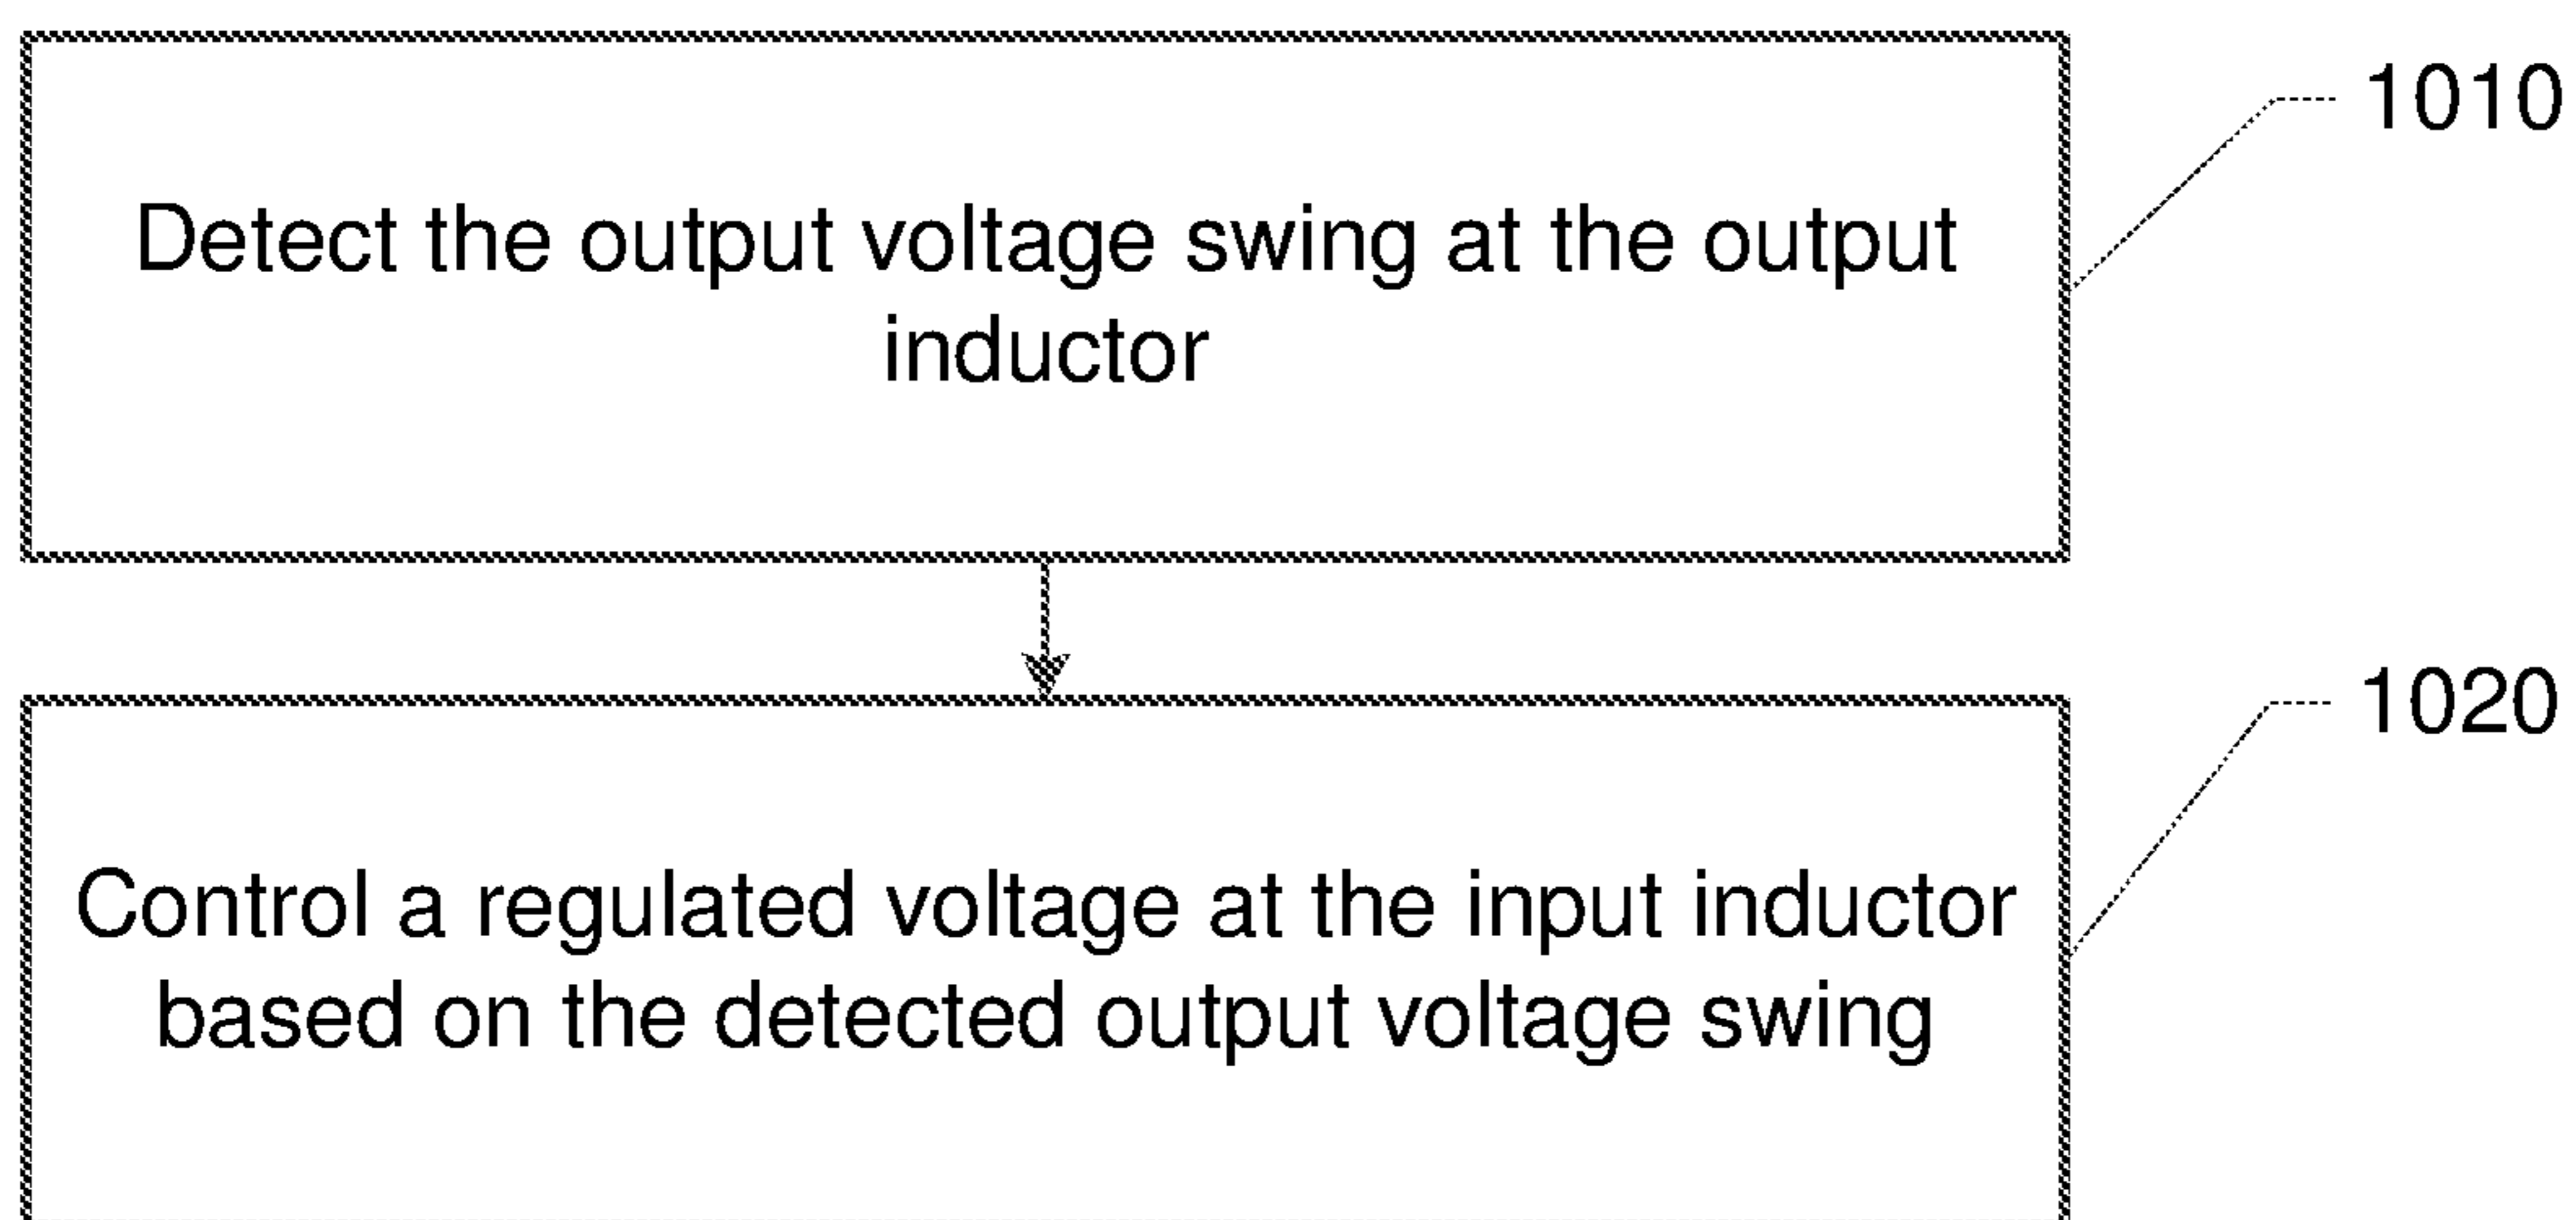 Detect the output voltage swing at the output
inductor
1010
Control a regulated voltage at the input inductor
based on the detected output voltage swing
1020